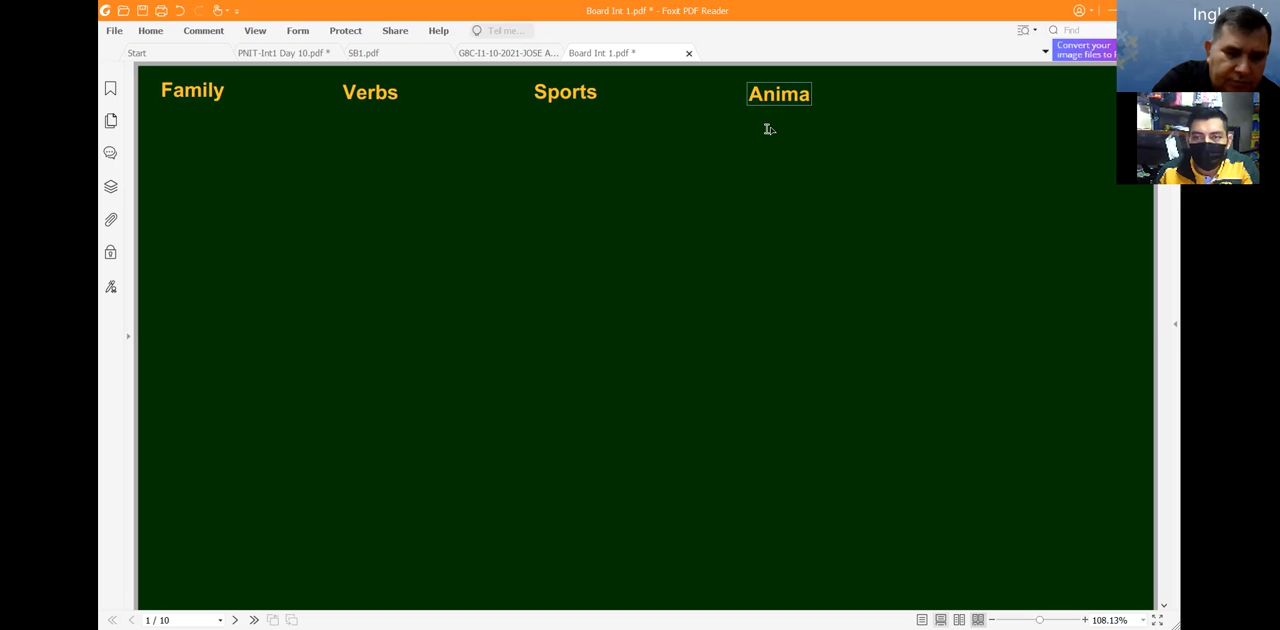 Board Int 1.pdf * - Foxit PDF Reader
File Home Comment View Form Protect Share Help Tell me... Find
Start PNIT-Int1 Day 10.pdf * SB1.pdf G8C-I1-10-2021-JOSE A... Board Int 1.pdf *
Convert your
image files to
Family Verbs Sports Anima
1 / 10
108.13%